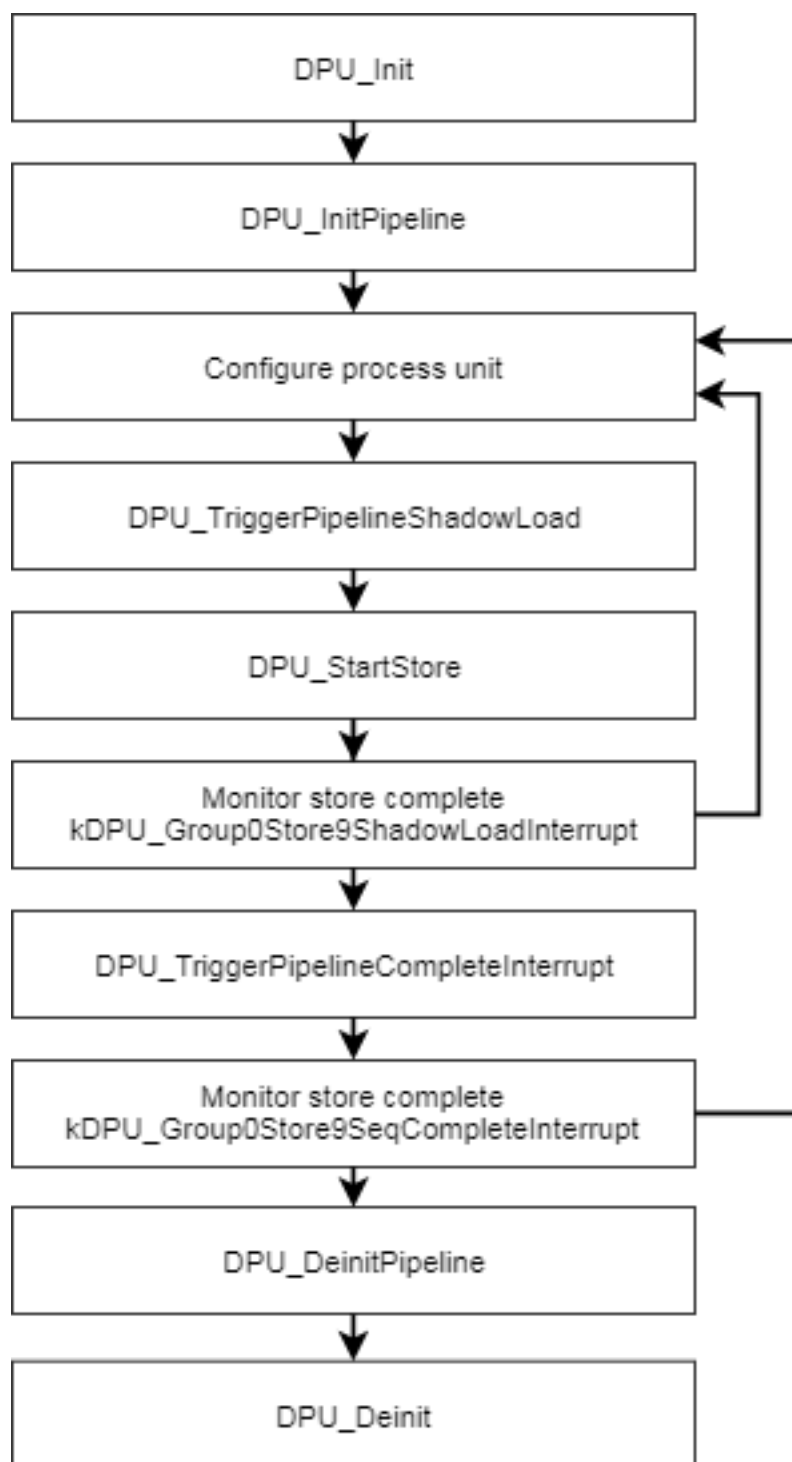 DPU_Init
DPU_InitPipeline
Configure process unit
DPU_TriggerPipelineShadowLoad
DPU_StartStore
Monitor store complete
kDPU_Group0Store9ShadowLoadInterrupt
DPU_TriggerPipelineCompleteInterrupt
Monitor store complete
kDPU_Group0Store9SeqCompleteInterrupt
DPU_DeinitPipeline
DPU_Deinit